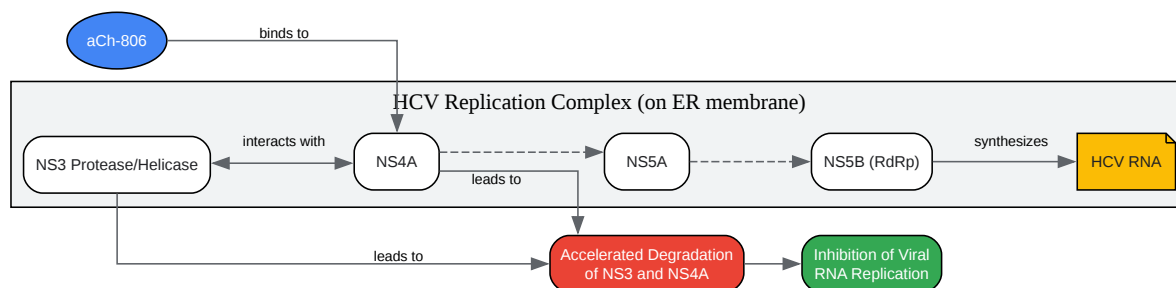 aCh-806
binds to
HCV Replication Complex (on ER membrane)
NS3 Protease/Helicase
interacts with
NS4A
NS5A
NS5B (RdRp)
synthesizes
HCV RNA
leads to
leads to
Accelerated Degradation
of NS3 and NS4A
Inhibition of Viral
RNA Replication